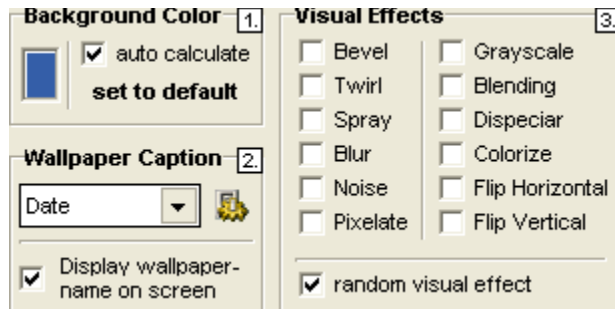 Background Color 1.
auto calculate
set to default
Wallpaper Caption 2.
Date
Display wallpaper-
name on screen
Visual Effects 3.
Bevel
Twirl
Spray
Blur
Noise
Pixelate
Grayscale
Blending
Dispeciar
Colorize
Flip Horizontal
Flip Vertical
random visual effect